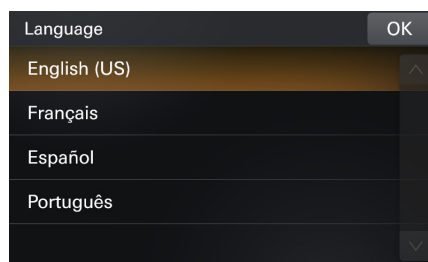 Language
OK
English (US)
Français
Español
Português